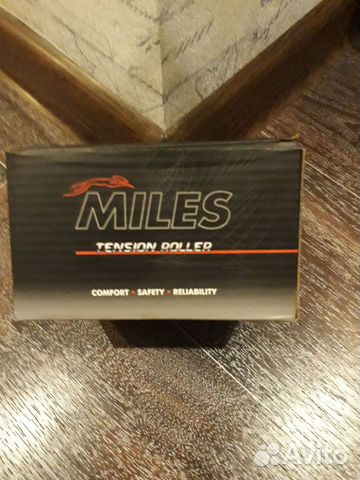 MILES
TENSION ROLLER
COMFORT • SAFETY • RELIABILITY
Avito